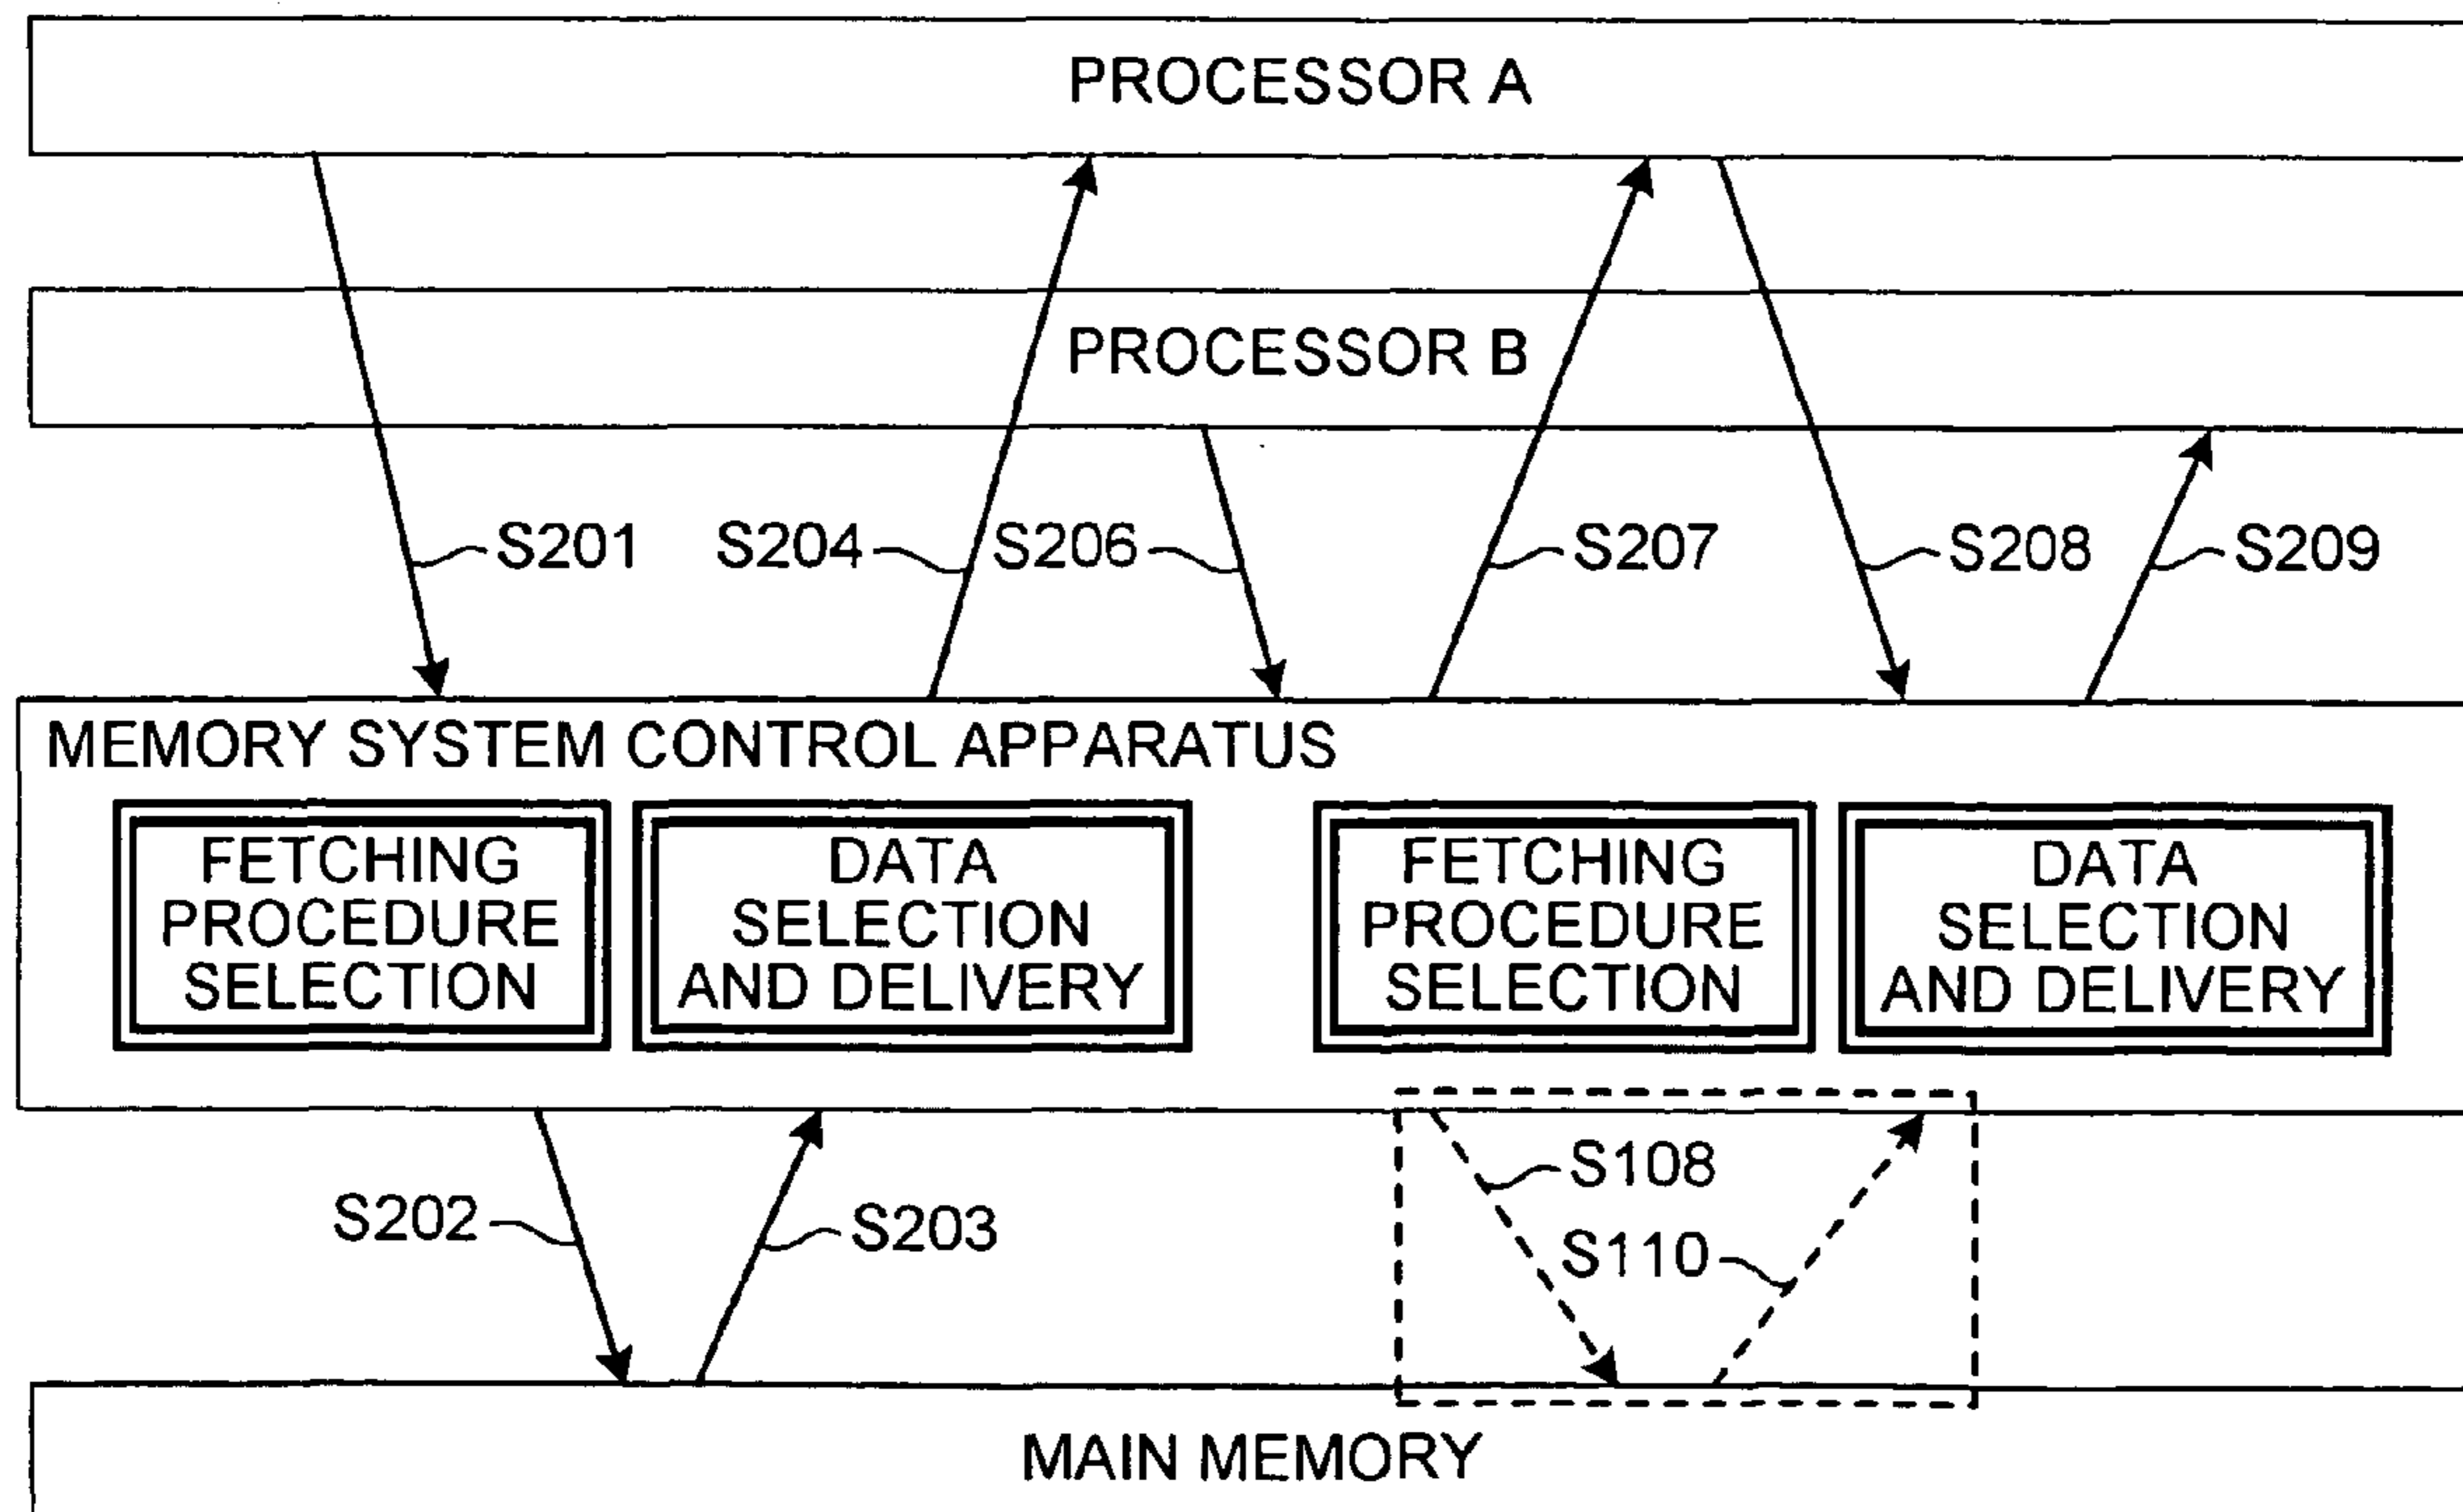 PROCESSOR A
PROCESSOR B
S201
S204
S206
S207
S208
S209
MEMORY SYSTEM CONTROL APPARATUS
FETCHING
PROCEDURE
SELECTION
DATA
SELECTION
AND DELIVERY
FETCHING
PROCEDURE
SELECTION
DATA
SELECTION
AND DELIVERY
S202
S203
S108
S110
MAIN MEMORY